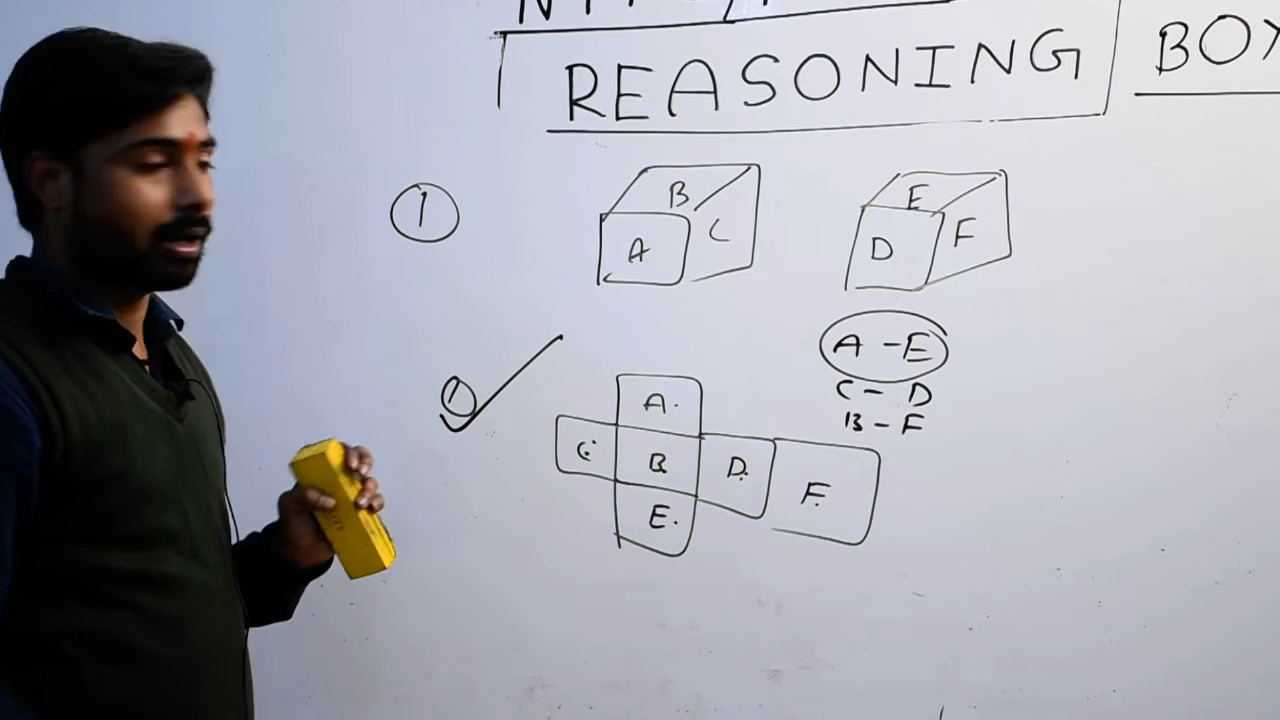 REASONING
BOX
①
B
A
C
E
D
F
A - E
C - D
B - F
①
A.
C
B
D.
F.
E.